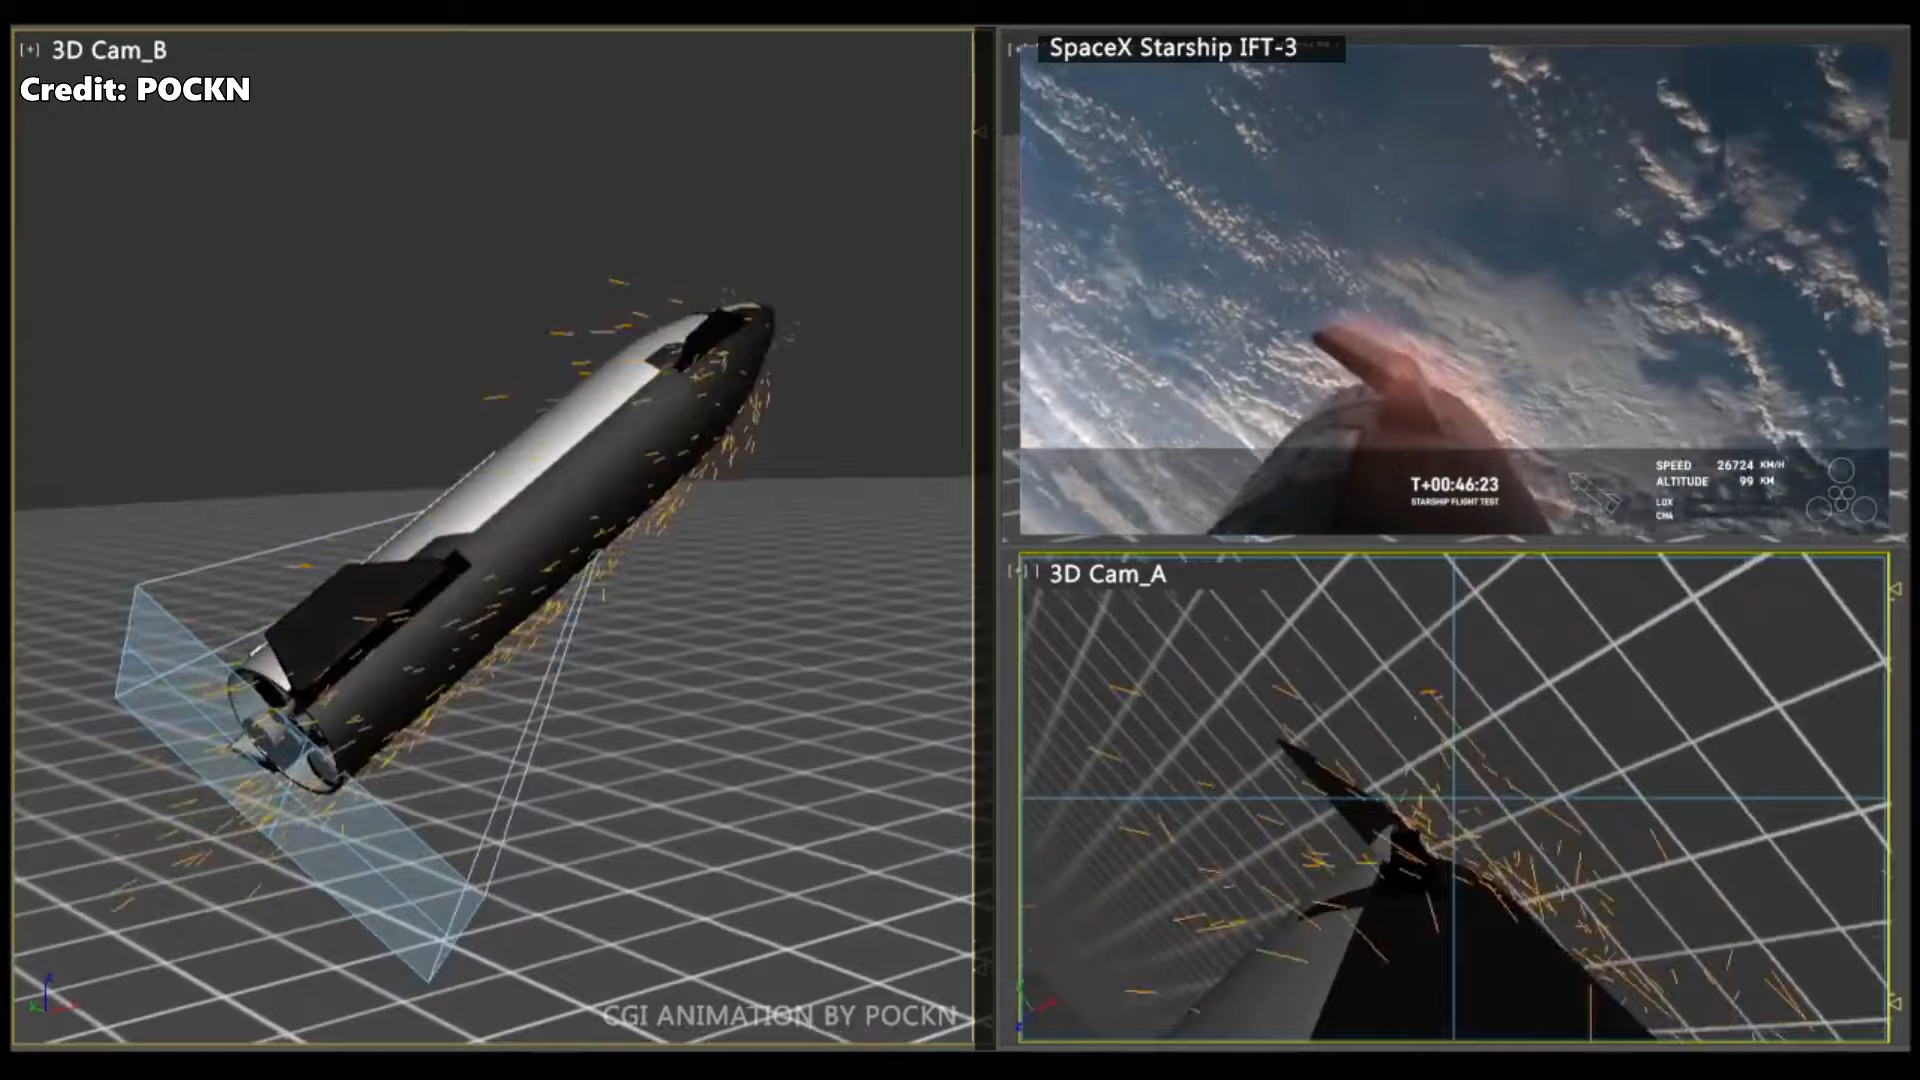 [+] 3D Cam_B
Credit: POCKN
CGI ANIMATION BY POCKN
SpaceX Starship IFT-3
T+00:46:23
STARSHIP FLIGHT TEST
SPEED 26724 KM/H
ALTITUDE 99 KM
LOX
CH4
3D Cam_A